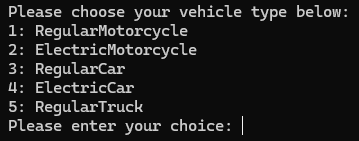 Please choose your vehicle type below:
1: RegularMotorcycle
2: ElectricMotorcycle
3: RegularCar
4: ElectricCar
5: RegularTruck
Please enter your choice: